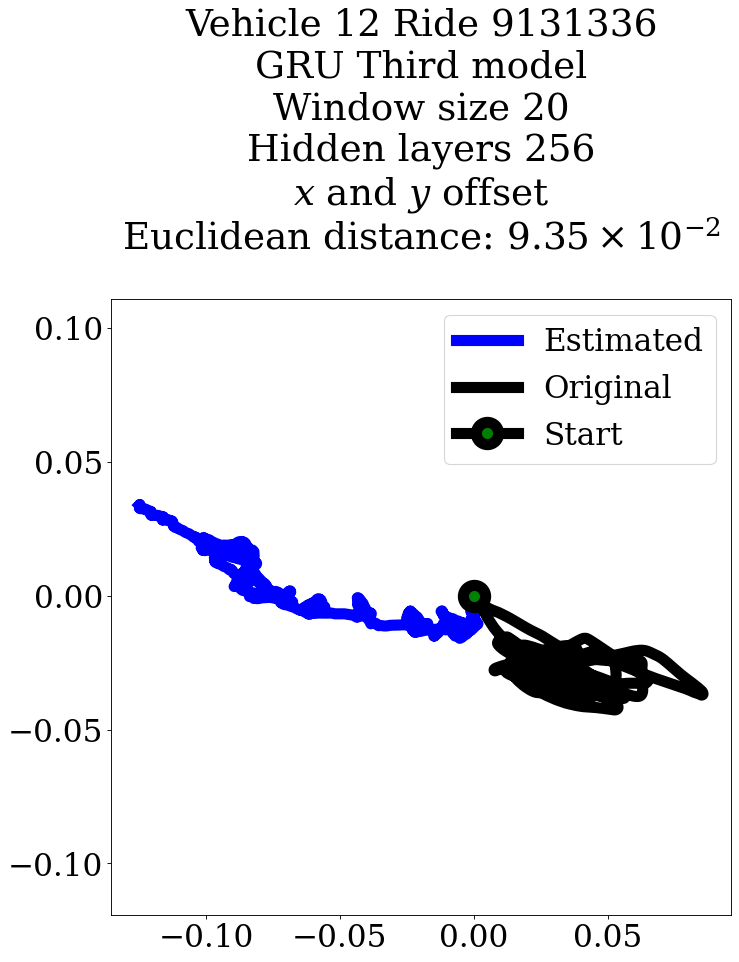 Vehicle 12 Ride 9131336
GRU Third model
Window size 20
Hidden layers 256
x and y offset
Euclidean distance: 9.35 × 10⁻²
Estimated
Original
Start
0.10
0.05
0.00
−0.05
−0.10
−0.10 −0.05 0.00 0.05